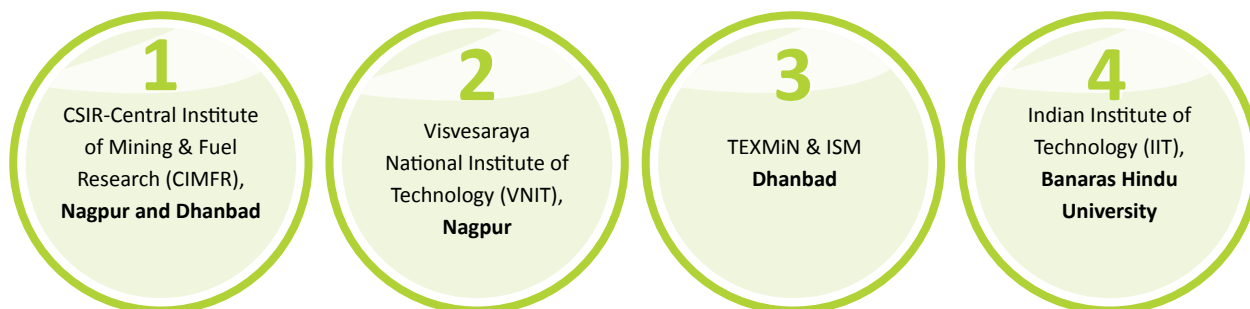 1
CSIR-Central Institute
of Mining & Fuel
Research (CIMFR),
Nagpur and Dhanbad
2
Visvesaraya
National Institute of
Technology (VNIT),
Nagpur
3
TEXMiN & ISM
Dhanbad
4
Indian Institute of
Technology (IIT),
Banaras Hindu
University